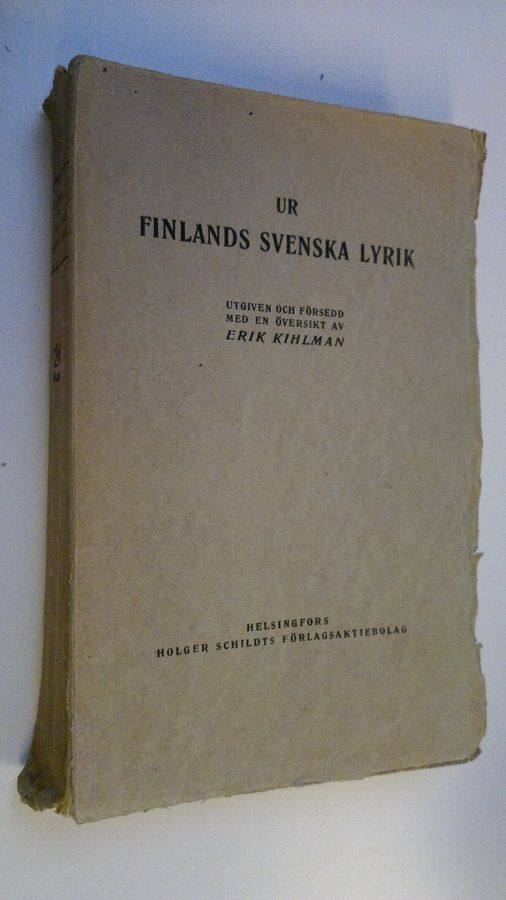 UR
FINLANDS SVENSKA LYRIK
UTGIVEN OCH FÖRSEDD
MED EN ÖVERSIKT AV
ERIK KIHLMAN
HELSINGFORS
HOLGER SCHILDTS FÖRLAGSAKTIEBOLAG